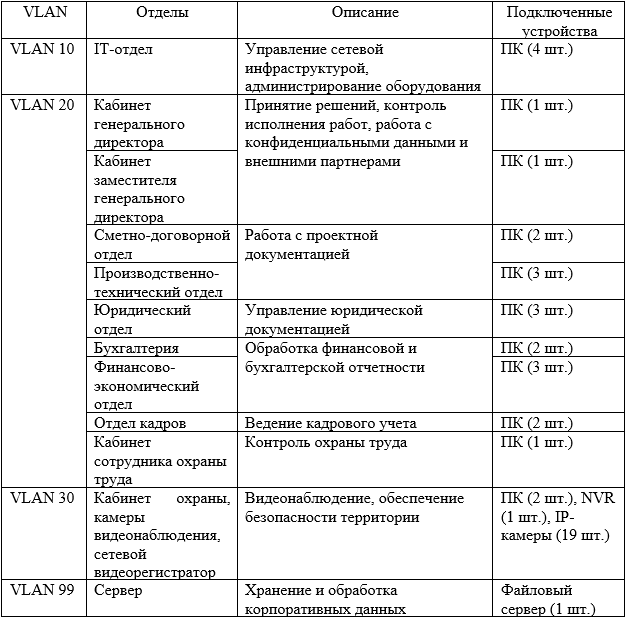 VLAN
Отделы
Описание
Подключенные
устройства
VLAN 10
IT-отдел
Управление сетевой
инфраструктурой,
администрирование оборудования
ПК (4 шт.)
VLAN 20
Кабинет
генерального
директора
Принятие решений, контроль
исполнения работ, работа с
конфиденциальными данными и
внешними партнерами
ПК (1 шт.)
Кабинет
заместителя
генерального
директора
ПК (1 шт.)
Сметно-договорной
отдел
Работа с проектной
документацией
ПК (2 шт.)
Производственно-
технический отдел
ПК (3 шт.)
Юридический
отдел
Управление юридической
документацией
ПК (3 шт.)
Бухгалтерия
Обработка финансовой и
бухгалтерской отчетности
ПК (2 шт.)
Финансово-
экономический
отдел
ПК (3 шт.)
Отдел кадров
Ведение кадрового учета
ПК (2 шт.)
Кабинет
сотрудника охраны
труда
Контроль охраны труда
ПК (1 шт.)
VLAN 30
Кабинет охраны,
камеры
видеонаблюдения,
сетевой
видеорегистратор
Видеонаблюдение, обеспечение
безопасности территории
ПК (2 шт.), NVR
(1 шт.), IP-
камеры (19 шт.)
VLAN 99
Сервер
Хранение и обработка
корпоративных данных
Файловый
сервер (1 шт.)